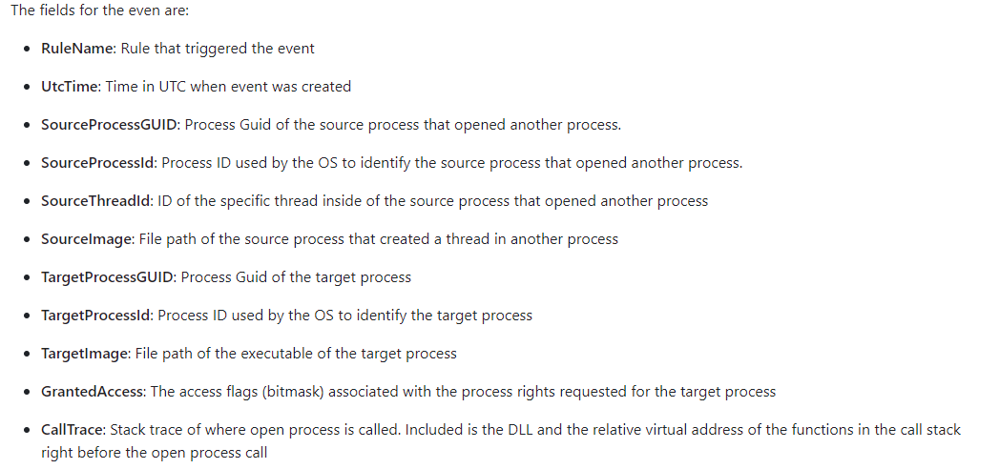 The fields for the even are:
• RuleName: Rule that triggered the event
• UtcTime: Time in UTC when event was created
• SourceProcessGUID: Process Guid of the source process that opened another process.
• SourceProcessId: Process ID used by the OS to identify the source process that opened another process.
• SourceThreadId: ID of the specific thread inside of the source process that opened another process
• SourceImage: File path of the source process that created a thread in another process
• TargetProcessGUID: Process Guid of the target process
• TargetProcessId: Process ID used by the OS to identify the target process
• TargetImage: File path of the executable of the target process
• GrantedAccess: The access flags (bitmask) associated with the process rights requested for the target process
• CallTrace: Stack trace of where open process is called. Included is the DLL and the relative virtual address of the functions in the call stack
right before the open process call